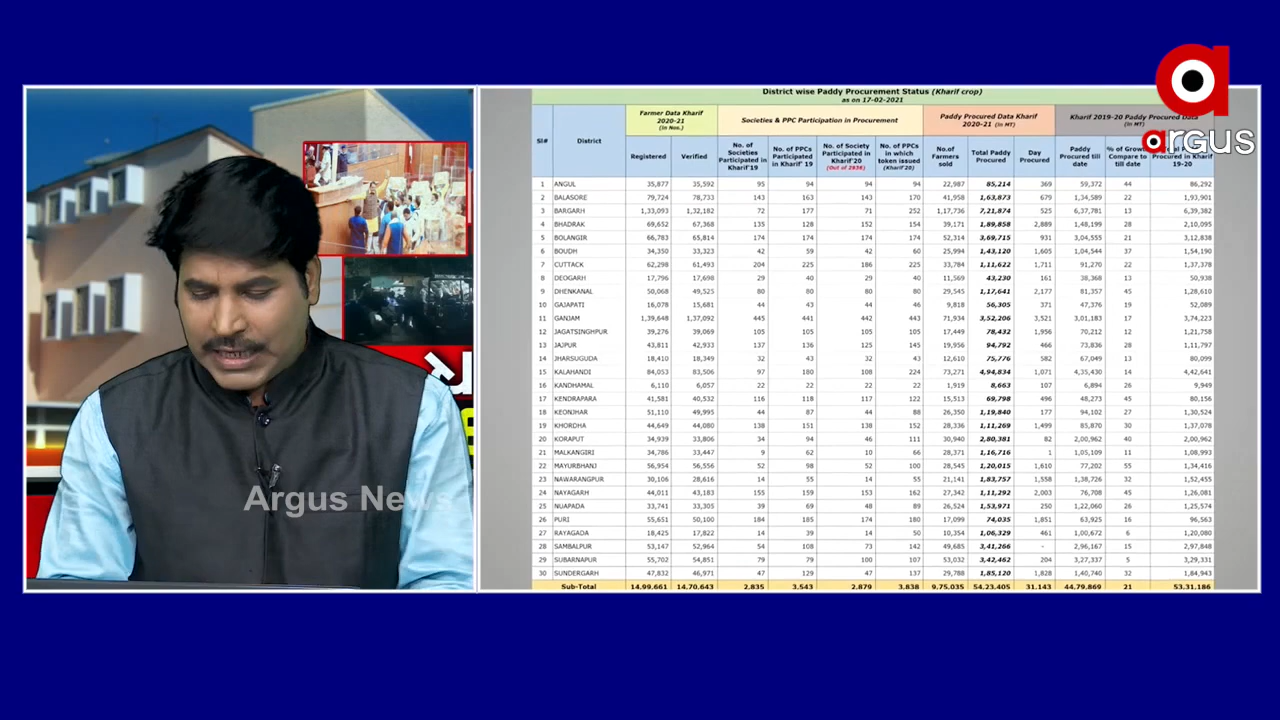 argus
Argus News
District wise Paddy Procurement Status (Kharif crop)
as on 17-02-2021
Sl# District Farmer Data Kharif 2020-21 (In Nos.) Societies & PPC Participation in Procurement Paddy Procured Data Kharif 2020-21 (In MT) Kharif 2019-20 Paddy Procured Data (In MT)
Registered Verified No. of Societies Participated in Kharif'19 No. of PPCs Participated in Kharif' 19 No. of Society Participated in Kharif'20 (Out of 2836) No. of PPCs in which token issued (Kharif'20) No.of Farmers sold Total Paddy Procured Day Procured Paddy Procured till date % of Growth Compare to till date Procured in Kharif 19-20
1 ANGUL 35,877 35,592 95 94 94 94 22,987 85,214 369 59,372 44 86,292
2 BALASORE 79,724 78,733 143 163 143 170 41,958 1,63,873 679 1,34,589 22 1,93,901
3 BARGARH 1,33,093 1,32,182 72 177 71 252 1,17,736 7,21,874 525 6,37,781 13 6,39,382
4 BHADRAK 69,652 67,368 135 128 152 154 39,171 1,89,858 2,889 1,48,199 28 2,10,095
5 BOLANGIR 66,783 65,814 174 174 174 174 52,314 3,69,715 931 3,04,555 21 3,12,838
6 BOUDH 34,350 33,323 42 59 42 60 25,994 1,43,120 1,605 1,04,544 37 1,54,190
7 CUTTACK 62,298 61,493 204 225 186 225 33,784 1,11,622 1,711 91,270 22 1,37,378
8 DEOGARH 17,796 17,698 29 40 29 40 11,569 43,230 161 38,368 13 50,938
9 DHENKANAL 50,068 49,525 80 80 80 80 29,545 1,17,641 2,177 81,357 45 1,28,610
10 GAJAPATI 16,078 15,681 44 43 44 46 9,818 56,305 371 47,376 19 52,089
11 GANJAM 1,39,648 1,37,092 445 441 442 443 71,934 3,52,206 3,521 3,01,183 17 3,74,223
12 JAGATSINGHPUR 39,276 39,069 105 105 105 105 17,449 78,432 1,956 70,212 12 1,21,758
13 JAJPUR 43,811 42,933 137 136 125 145 19,956 94,792 466 73,836 28 1,11,797
14 JHARSUGUDA 18,410 18,349 32 43 32 43 12,610 75,776 582 67,049 13 80,099
15 KALAHANDI 84,053 83,506 97 180 108 224 73,271 4,94,834 1,071 4,35,430 14 4,42,641
16 KANDHAMAL 6,110 6,057 22 22 22 22 1,919 8,663 107 6,894 26 9,949
17 KENDRAPARA 41,581 40,532 116 118 117 122 15,513 69,798 496 48,273 45 80,156
18 KEONJHAR 51,110 49,995 44 87 44 88 26,350 1,19,840 177 94,102 27 1,30,524
19 KHORDHA 44,649 44,080 138 151 138 152 28,336 1,11,269 1,499 85,870 30 1,37,078
20 KORAPUT 34,939 33,806 34 94 46 111 30,940 2,80,381 82 2,00,962 40 2,00,962
21 MALKANGIRI 34,786 33,447 9 62 10 66 28,371 1,16,716 1 1,05,109 11 1,08,993
22 MAYURBHANJ 56,954 56,556 52 98 52 100 28,545 1,20,015 1,610 77,202 55 1,34,416
23 NAWARANGPUR 30,106 28,616 14 55 14 55 21,141 1,83,757 1,558 1,38,726 32 1,52,455
24 NAYAGARH 44,011 43,183 155 159 153 162 27,342 1,11,292 2,003 76,708 45 1,26,081
25 NUAPADA 33,741 33,305 39 69 48 89 26,524 1,53,971 250 1,22,060 26 1,25,574
26 PURI 55,651 50,100 184 185 174 180 17,099 74,035 1,851 63,925 16 96,563
27 RAYAGADA 18,425 17,822 14 39 14 50 10,354 1,06,329 461 1,00,672 6 1,20,080
28 SAMBALPUR 53,147 52,964 54 108 73 142 49,685 3,41,266 - 2,96,167 15 2,97,848
29 SUBARNAPUR 55,702 54,851 79 79 100 107 53,032 3,42,462 204 3,27,337 5 3,29,331
30 SUNDERGARH 47,832 46,971 47 129 47 137 29,788 1,85,120 1,828 1,40,740 32 1,84,943
Sub-Total 14,99,661 14,70,643 2,835 3,543 2,879 3,838 9,75,035 54,23,405 31,143 44,79,869 21 53,31,186